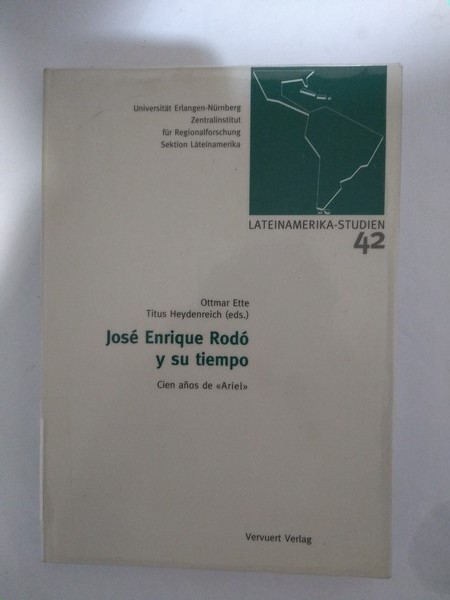 Universität Erlangen-Nürnberg
Zentralinstitut
für Regionalforschung
Sektion Lateinamerika
LATEINAMERIKA-STUDIEN
42
Ottmar Ette
Titus Heydenreich (eds.)
José Enrique Rodó
y su tiempo
Cien años de «Ariel»
Vervuert Verlag